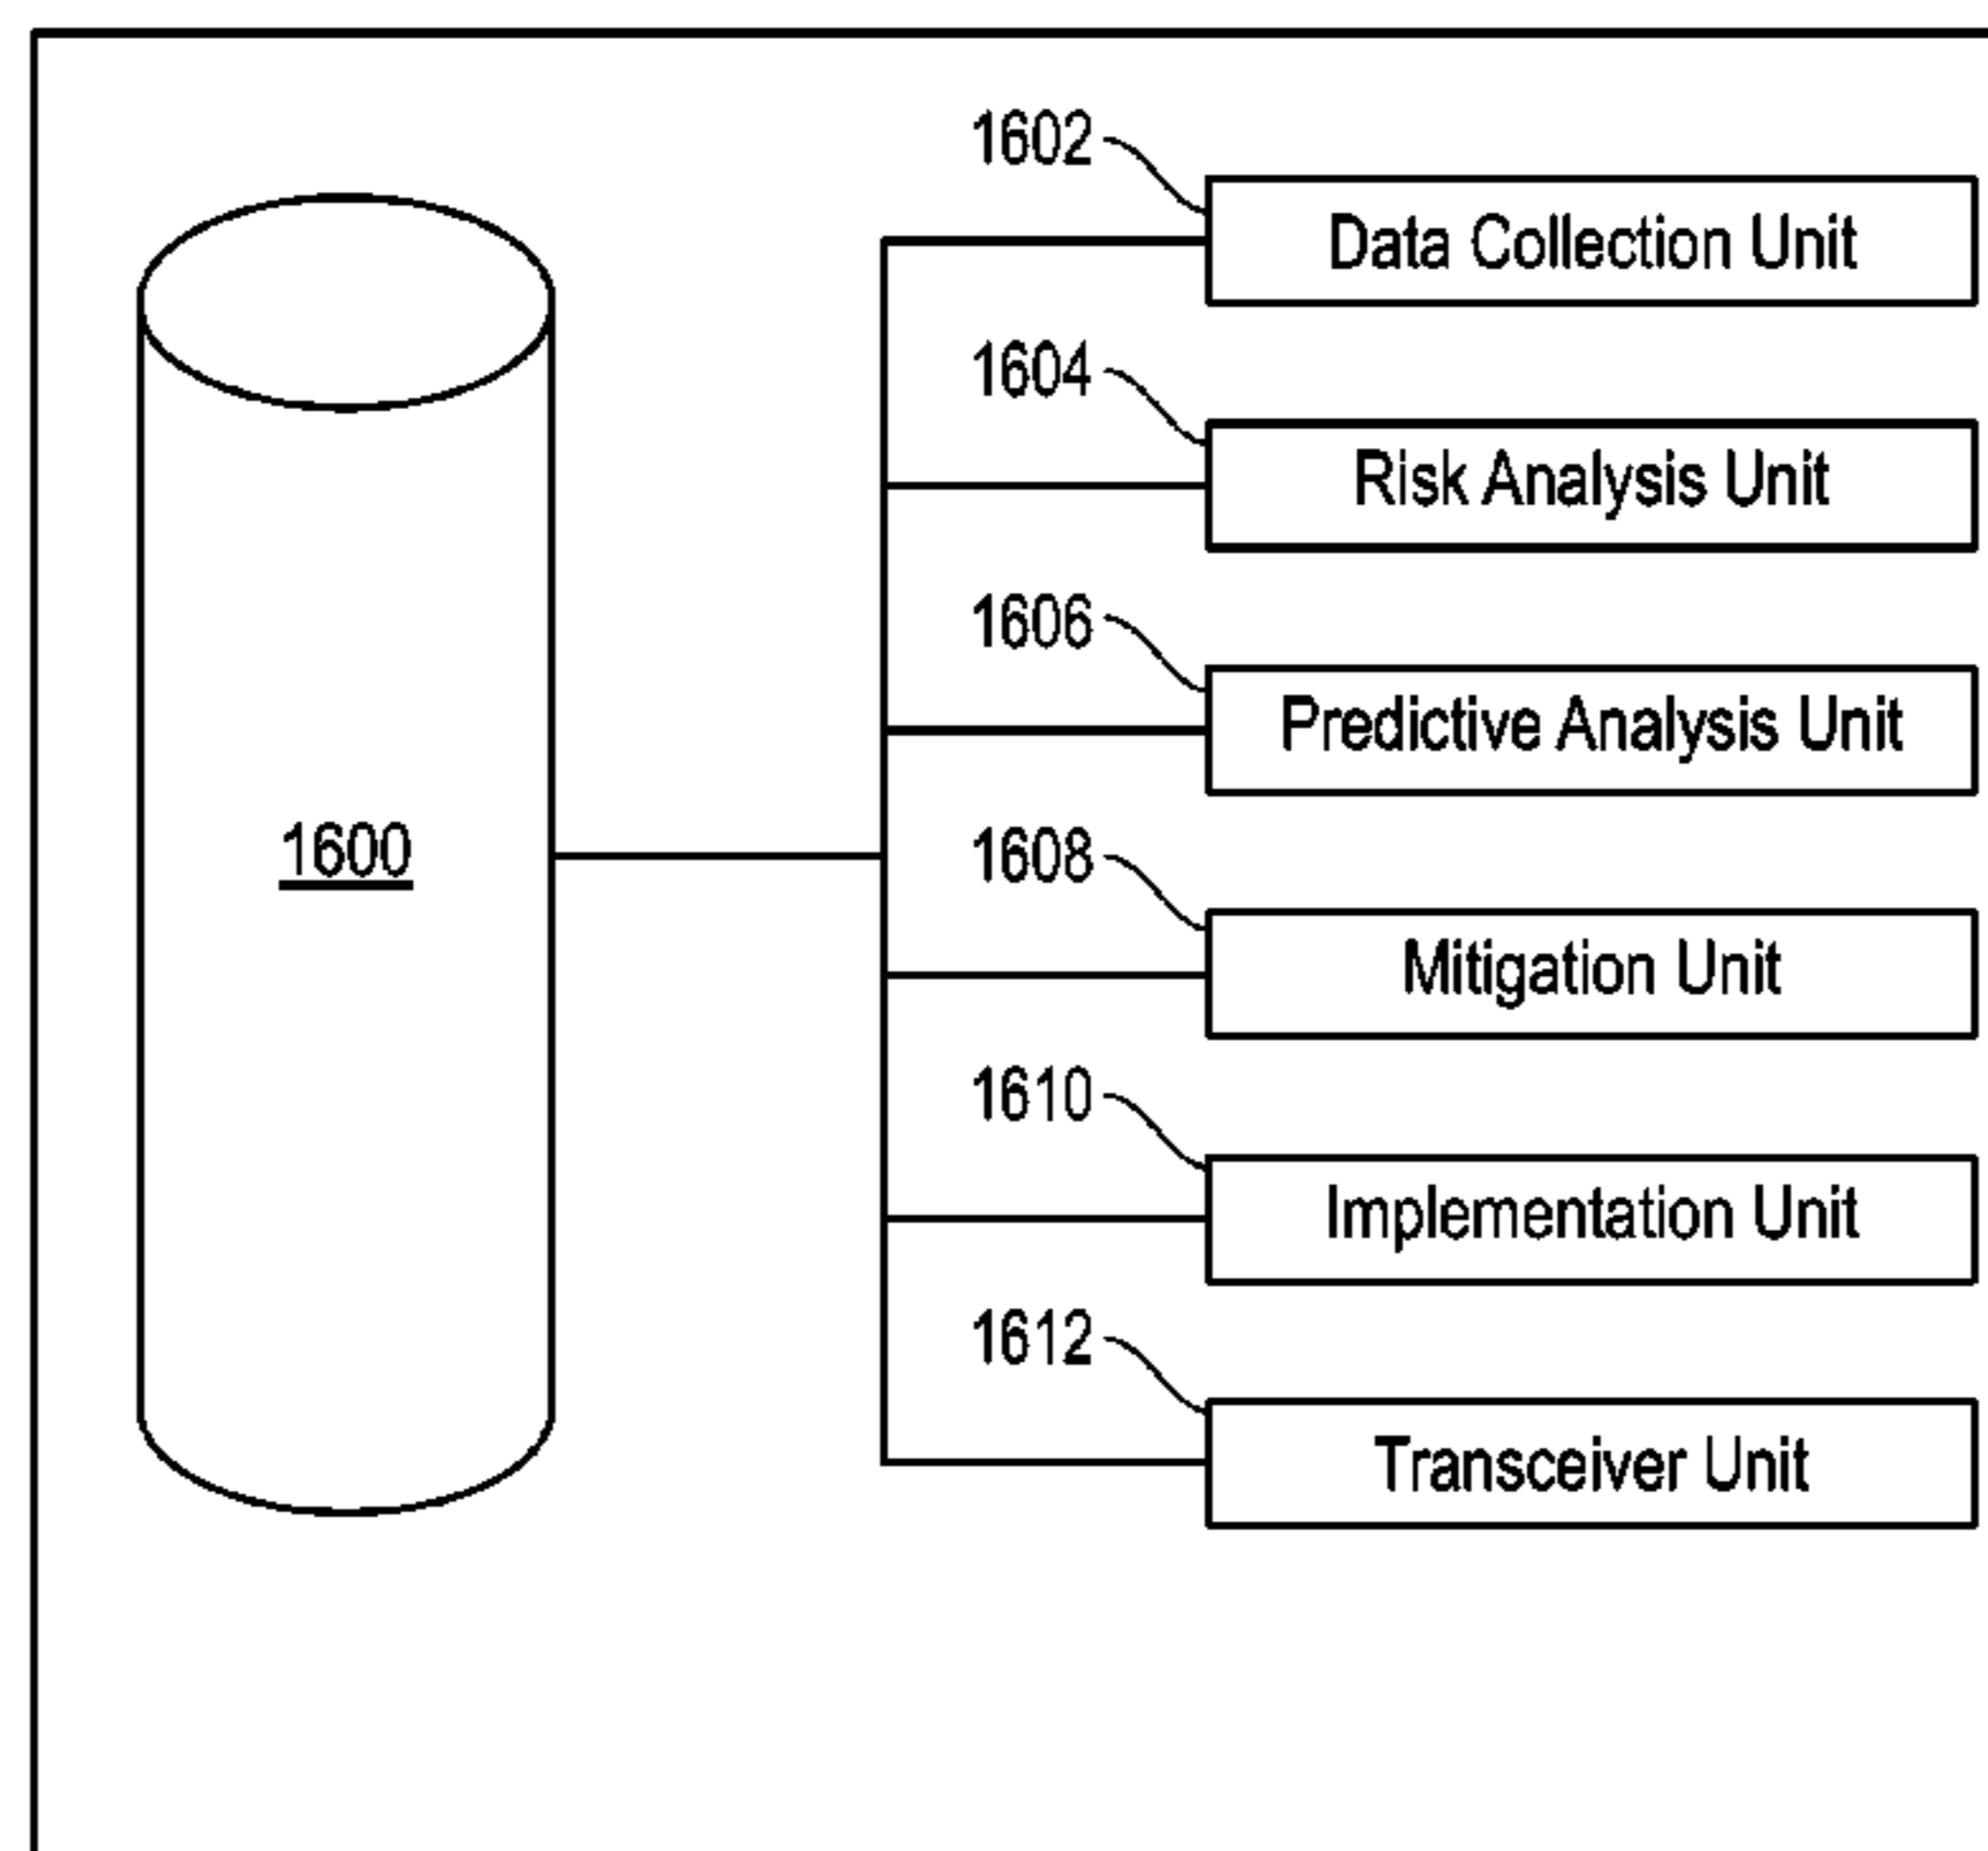 1602
Data Collection Unit
1604
Risk Analysis Unit
1606
Predictive Analysis Unit
1600
1608
Mitigation Unit
1610
Implementation Unit
1612
Transceiver Unit